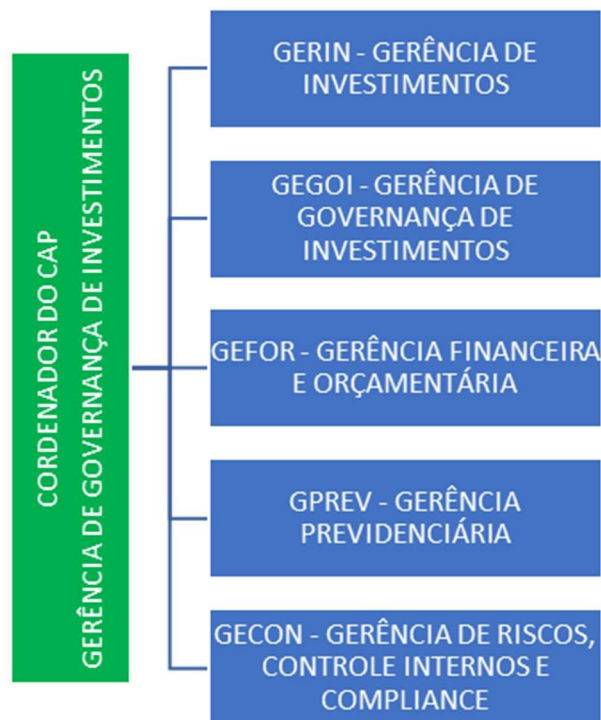 CORDENADOR DO CAP
GERÊNCIA DE GOVERNANÇA DE INVESTIMENTOS
GERIN - GERÊNCIA DE
INVESTIMENTOS
GEGOI - GERÊNCIA DE
GOVERNANÇA DE
INVESTIMENTOS
GEFOR - GERÊNCIA FINANCEIRA
E ORÇAMENTÁRIA
GPREV - GERÊNCIA
PREVIDENCIÁRIA
GECON - GERÊNCIA DE RISCOS,
CONTROLE INTERNOS E
COMPLIANCE